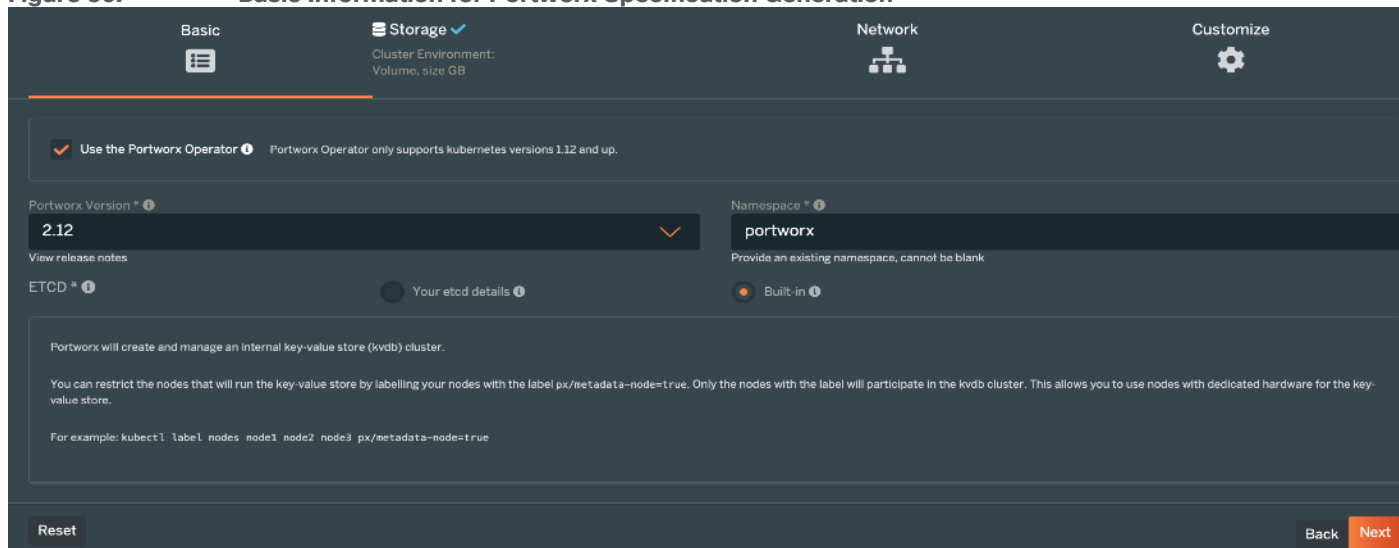 Basic
Storage
Network
Customize
Cluster Environment:
Volume, size GB
Use the Portworx Operator
Portworx Operator only supports kubernetes versions 1.12 and up.
Portworx Version *
Namespace *
2.12
portworx
View release notes
Provide an existing namespace, cannot be blank
ETCD *
Your etcd details
Built-in
Portworx will create and manage an internal key-value store (kvdb) cluster.
You can restrict the nodes that will run the key-value store by labelling your nodes with the label px/metadata-node=true. Only the nodes with the label will participate in the kvdb cluster. This allows you to use nodes with dedicated hardware for the key-
value store.
For example: kubectl label nodes node1 node2 node3 px/metadata-node=true
Reset
Back
Next